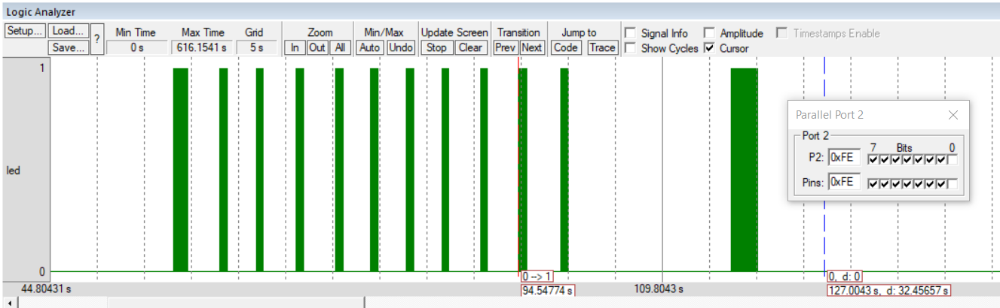 Logic Analyzer
Setup... Load... ? Min Time Max Time Grid Zoom Min/Max Update Screen Transition Jump to Signal Info Amplitude Timestamps Enable
Save... 0 s 616.1541 s 5 s In Out All Auto Undo Stop Clear Prev Next Code Trace Show Cycles Cursor
1
led
0
Parallel Port 2
Port 2
7 Bits 0
P2: 0xFE
Pins: 0xFE
0 --> 1 0, d: 0
44.80431 s 94.54774 s 109.8043 s 127.0043 s, d: 32.45657 s